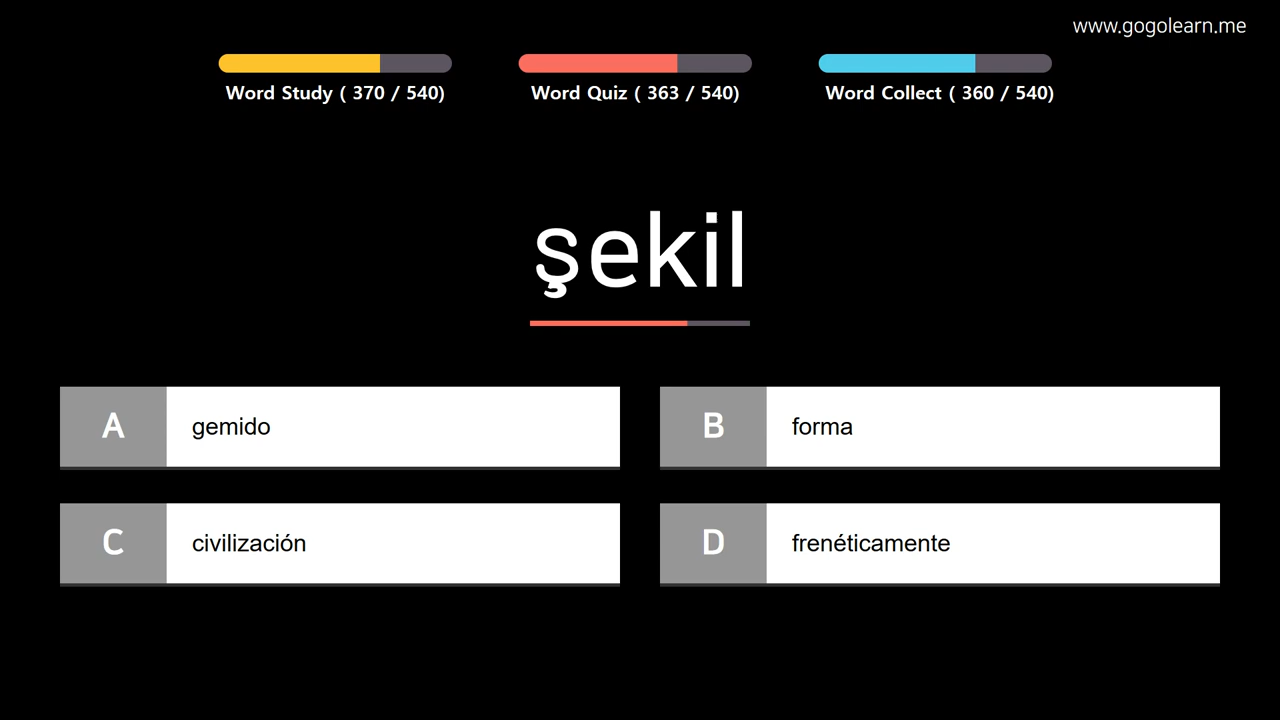 www.gogolearn.me
Word Study ( 370 / 540)
Word Quiz ( 363 / 540)
Word Collect ( 360 / 540)
şekil
A gemido
B forma
C civilización
D frenéticamente